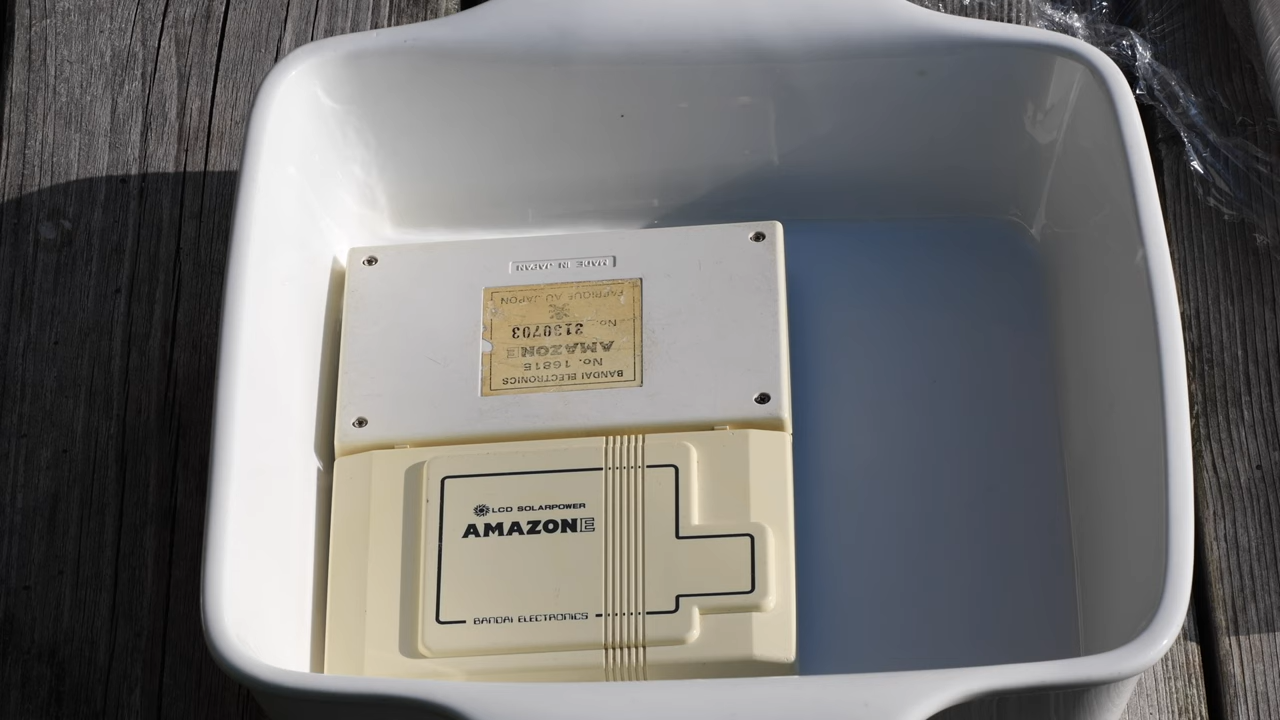 MADE IN JAPAN
BANDAI ELECTRONICS
No. 16815
AMAZONE
No. 3130703
FABRIQUE AU JAPON
LCD SOLARPOWER
AMAZONE
BANDAI ELECTRONICS